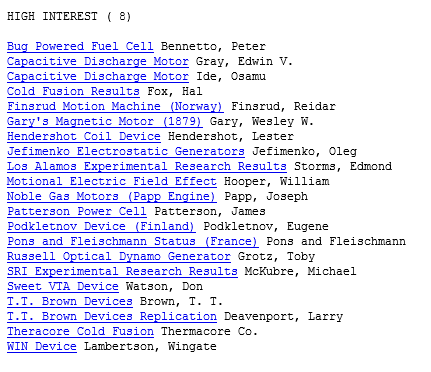 HIGH INTEREST ( 8)
Bug Powered Fuel Cell Bennetto, Peter
Capacitive Discharge Motor Gray, Edwin V.
Capacitive Discharge Motor Ide, Osamu
Cold Fusion Results Fox, Hal
Finsrud Motion Machine (Norway) Finsrud, Reidar
Gary's Magnetic Motor (1879) Gary, Wesley W.
Hendershot Coil Device Hendershot, Lester
Jefimenko Electrostatic Generators Jefimenko, Oleg
Los Alamos Experimental Research Results Storms, Edmond
Motional Electric Field Effect Hooper, William
Noble Gas Motors (Papp Engine) Papp, Joseph
Patterson Power Cell Patterson, James
Podkletnov Device (Finland) Podkletnov, Eugene
Pons and Fleischmann Status (France) Pons and Fleischmann
Russell Optical Dynamo Generator Grotz, Toby
SRI Experimental Research Results McKubre, Michael
Sweet VTA Device Watson, Don
T.T. Brown Devices Brown, T. T.
T.T. Brown Devices Replication Deavenport, Larry
Theracore Cold Fusion Thermacore Co.
WIN Device Lambertson, Wingate